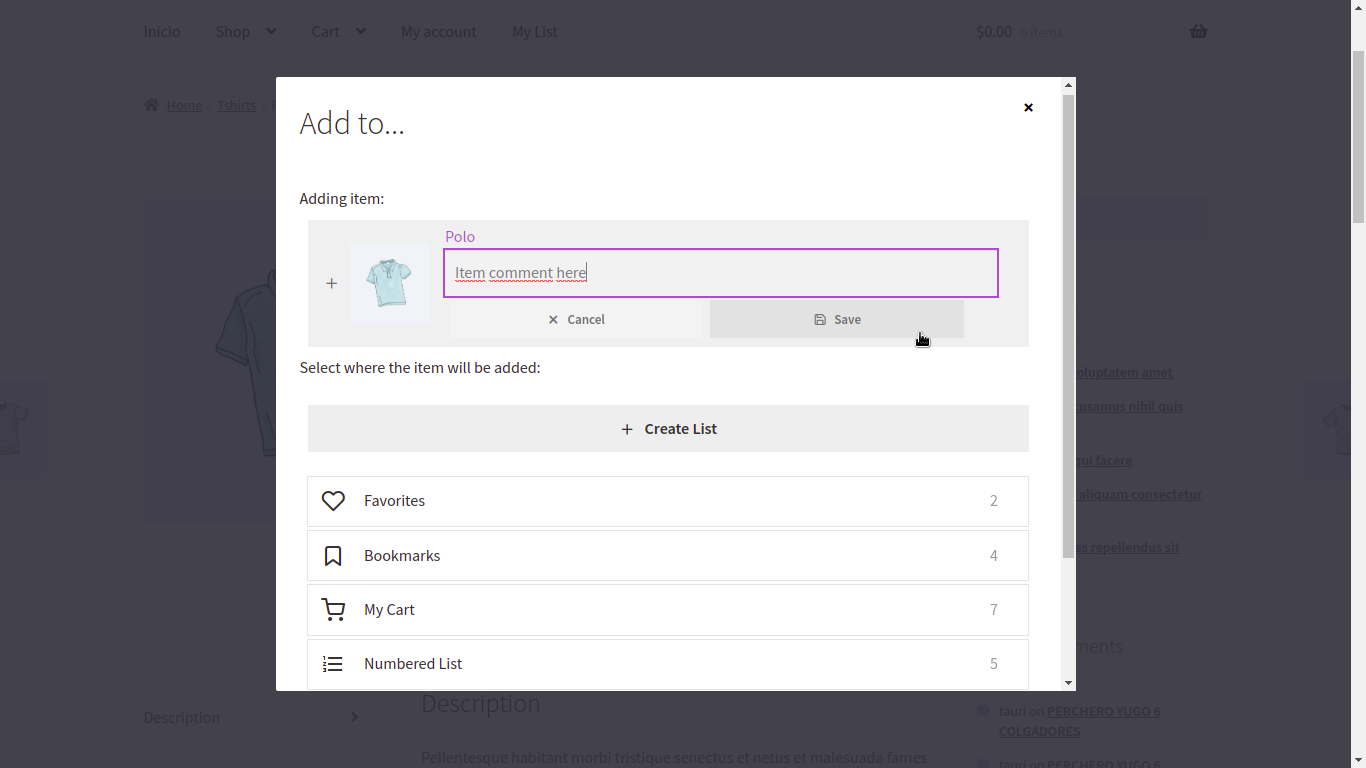 Inicio Shop Cart My account My List $0.00 0 items
Home Tshirts
Add to...
Adding item:
Polo
Item comment here
Cancel Save
Select where the item will be added:
Create List
Favorites 2
Bookmarks 4
My Cart 7
Numbered List 5
oluptatem amet
cusamus nihil quis
qui facere
aliquam consectetur
as repellendus sit
ments
Description
Description
Pellentesque habitant morbi tristique senectus et netus et malesuada fames
tauri on PERCHERO YUGO 6
COLGADORES
tauri on PERCHERO YUGO 6